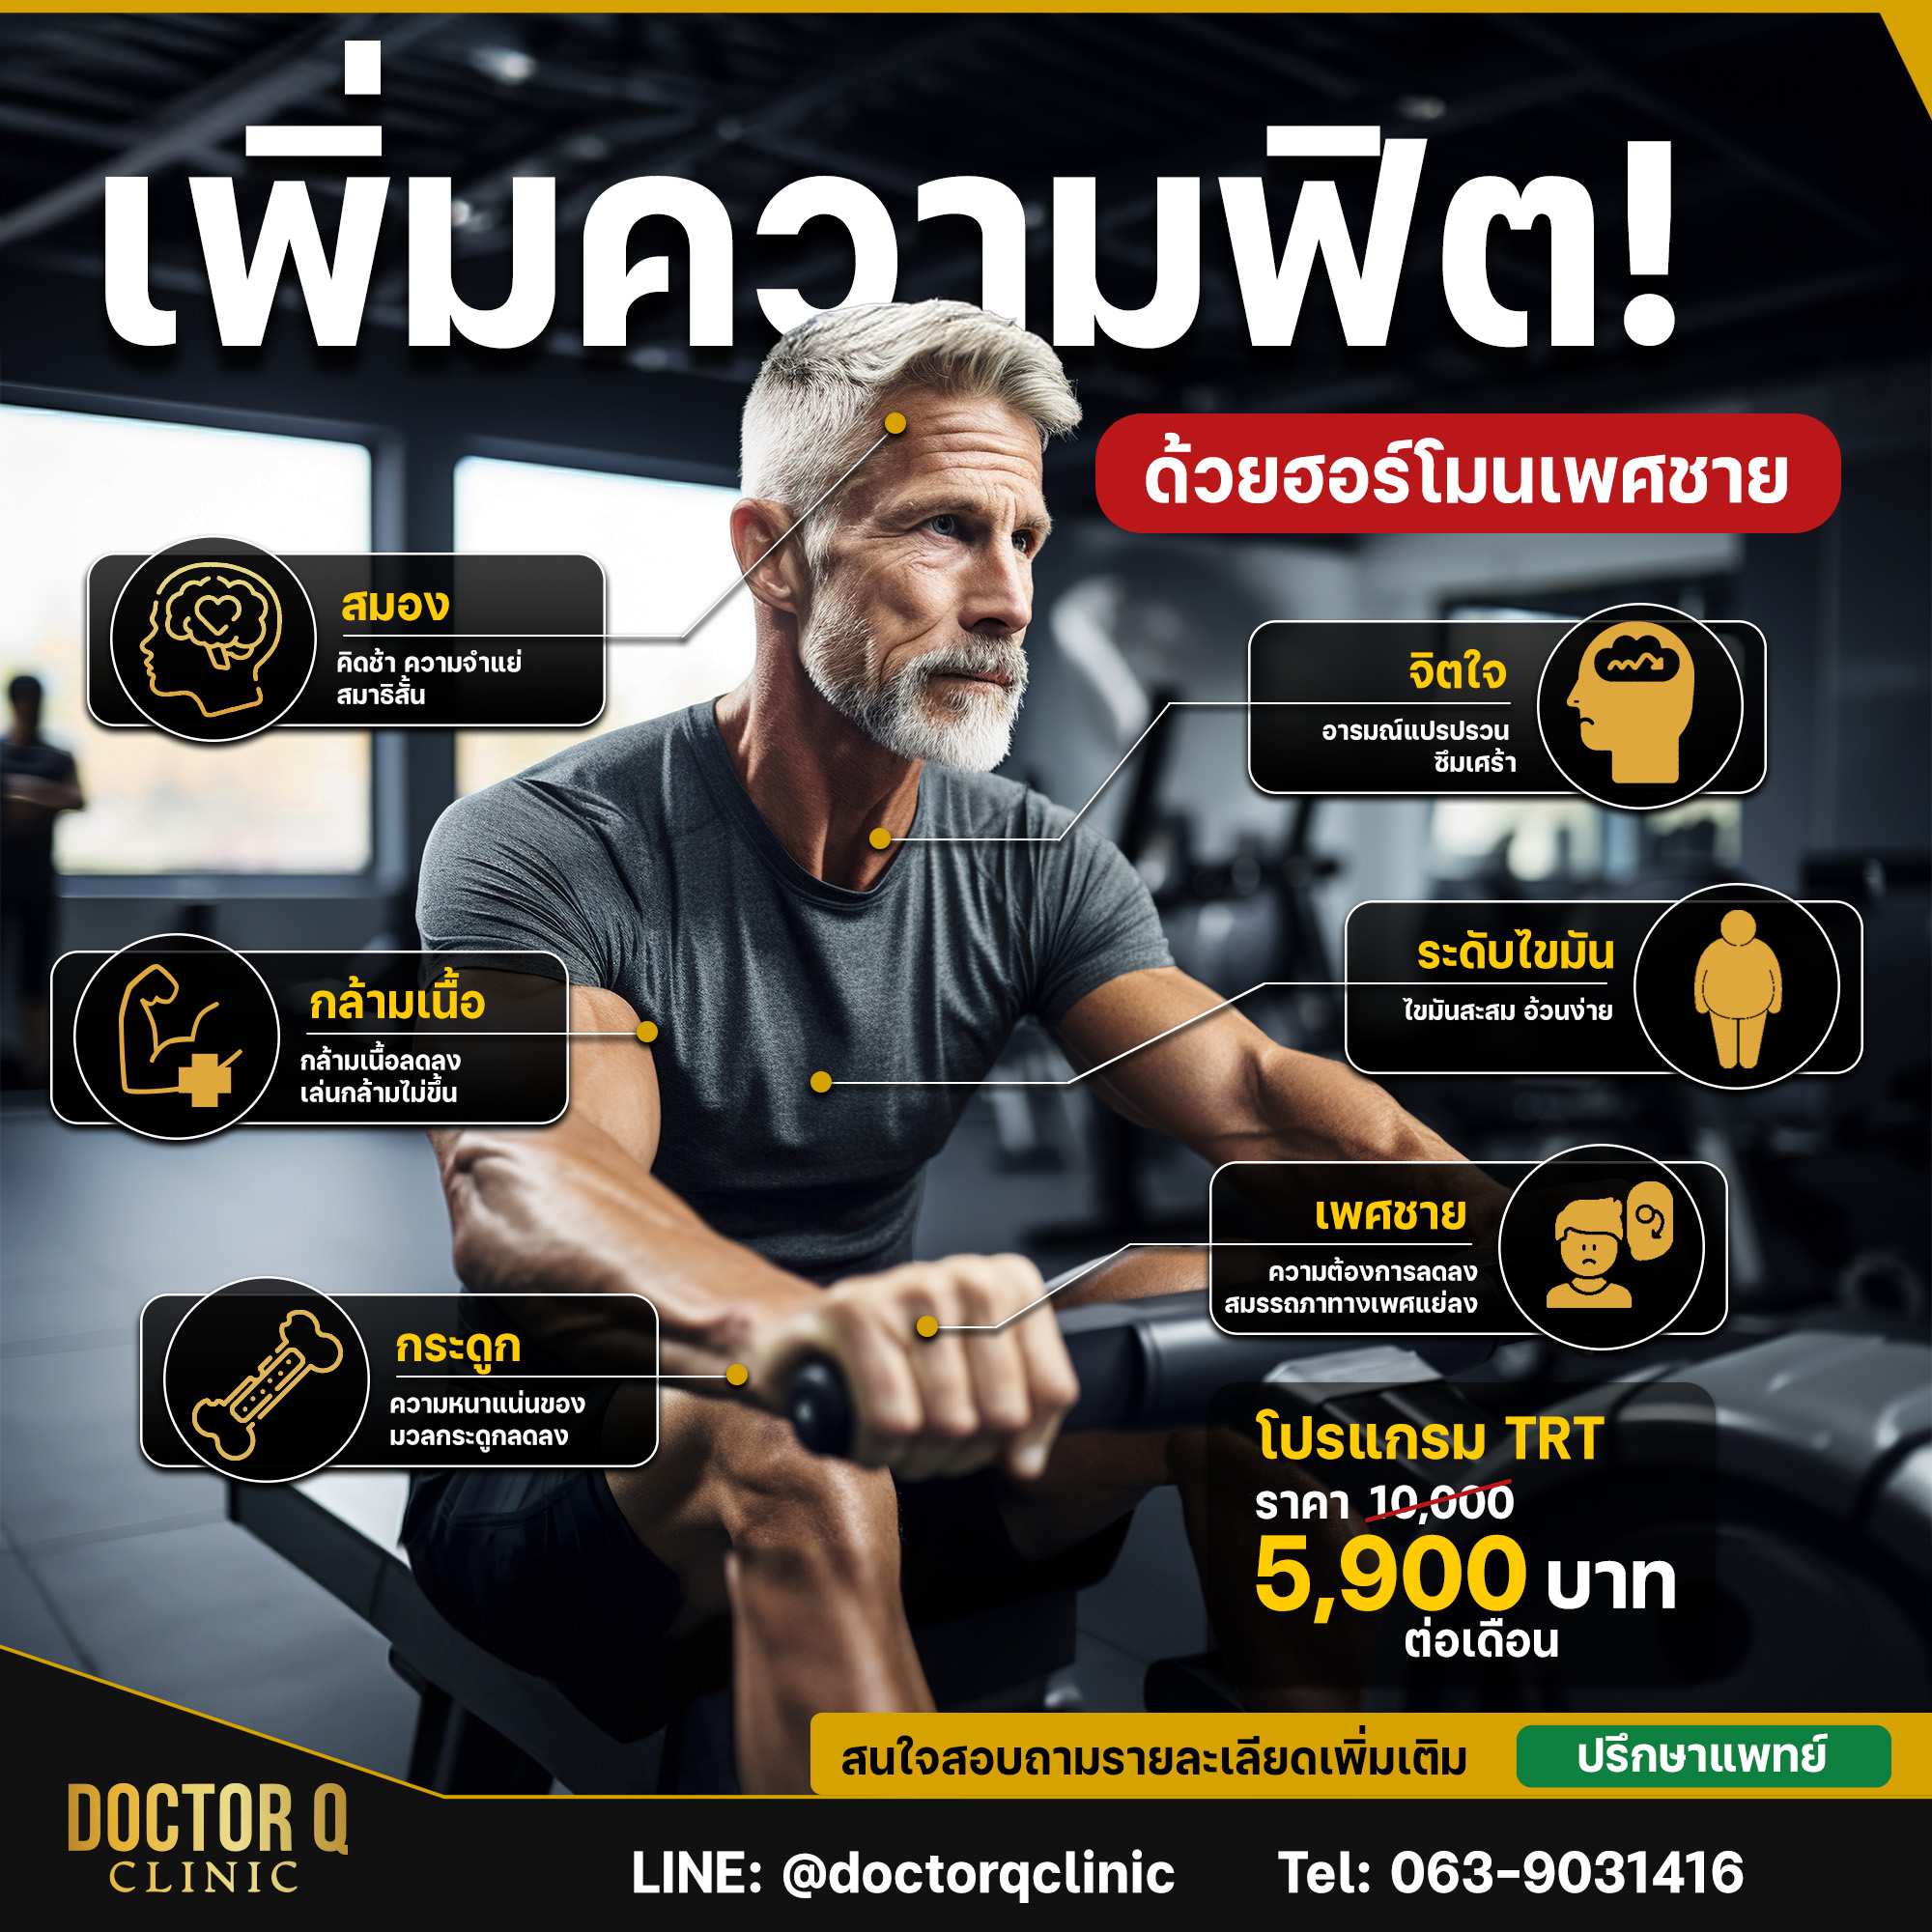 เพิ่มความฟิต!
ด้วยฮอร์โมนเพศชาย
สมอง
คิดช้า ความจำแย่
สมาธิสั้น
จิตใจ
อารมณ์แปรปรวน
ซึมเศร้า
กล้ามเนื้อ
กล้ามเนื้อลดลง
เล่นกล้ามไม่ขึ้น
ระดับไขมัน
ไขมันสะสม อ้วนง่าย
กระดูก
ความหนาแน่นของ
มวลกระดูกลดลง
เพศชาย
ความต้องการลดลง
สมรรถภาทางเพศแย่ลง
โปรแกรม TRT
ราคา 10,000
5,900 บาท
ต่อเดือน
สนใจสอบถามรายละเลียดเพิ่มเติม
ปรึกษาแพทย์
DOCTOR Q
CLINIC
LINE: @doctorqclinic
Tel: 063-9031416